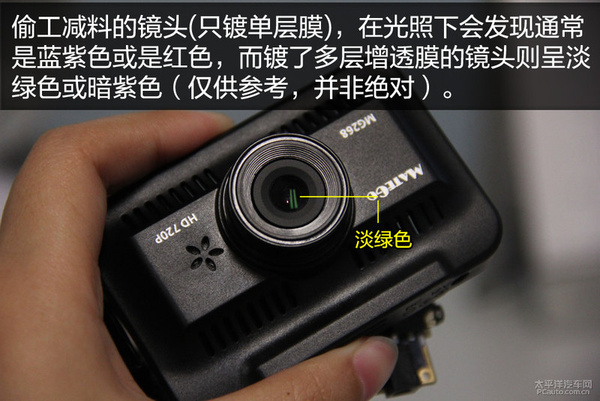 偷工减料的镜头(只镀单层膜)，在光照下会发现通常
是蓝紫色或是红色，而镀了多层增透膜的镜头则呈淡
绿色或暗紫色（仅供参考，并非绝对）。
MG268
MATEGO
HD 720P
淡绿色
太平洋汽车网
PCauto.com.cn